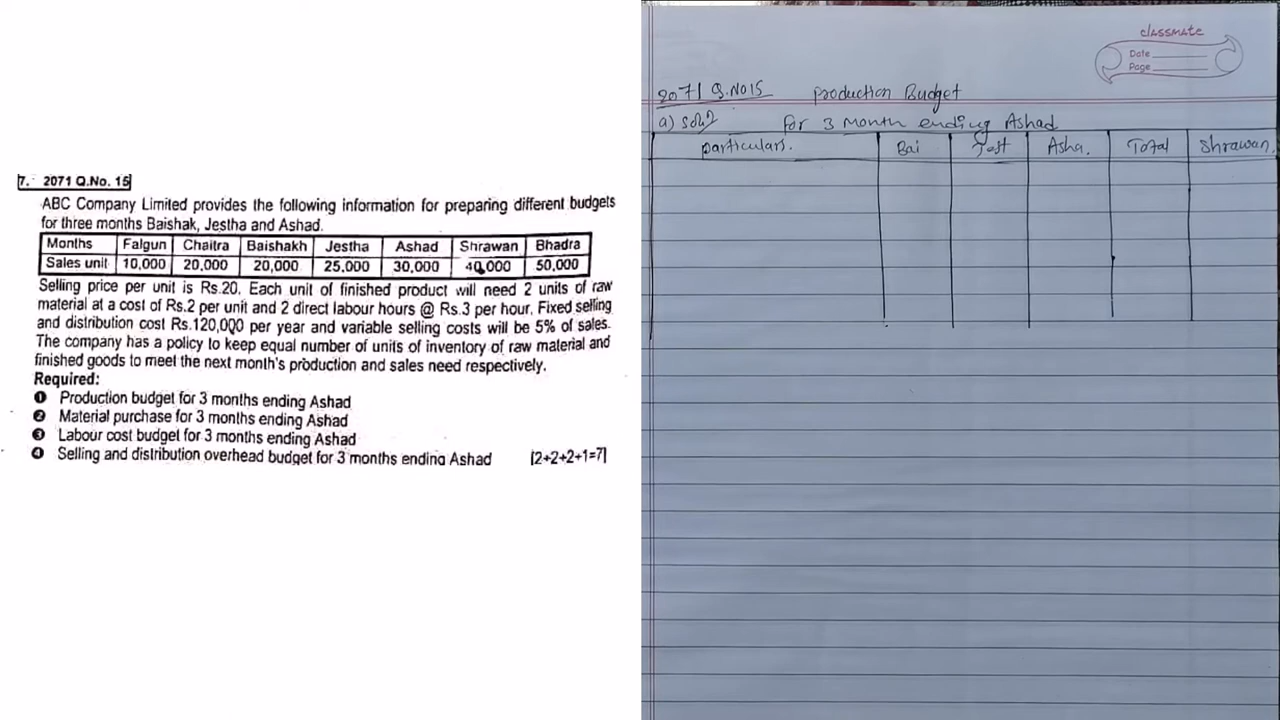 7. 2071 Q.No. 15
ABC Company Limited provides the following information for preparing different budgets
for three months Baishak, Jestha and Ashad.
Months Falgun Chaitra Baishakh Jestha Ashad Shrawan Bhadra
Sales unit 10,000 20,000 20,000 25,000 30,000 40,000 50,000
Selling price per unit is Rs.20. Each unit of finished product will need 2 units of raw
material at a cost of Rs.2 per unit and 2 direct labour hours @ Rs.3 per hour. Fixed selling
and distribution cost Rs.120,000 per year and variable selling costs will be 5% of sales.
The company has a policy to keep equal number of units of inventory of raw material and
finished goods to meet the next month's production and sales need respectively.
Required:
❶ Production budget for 3 months ending Ashad
❷ Material purchase for 3 months ending Ashad
❸ Labour cost budget for 3 months ending Ashad
❹ Selling and distribution overhead budget for 3 months ending Ashad [2+2+2+1=7]
classmate
Date
Page
2071 Q.NO15 production Budget
a) Soln for 3 Month ending Ashad
particulars. Bai Jest Asha. Total Shrawan.